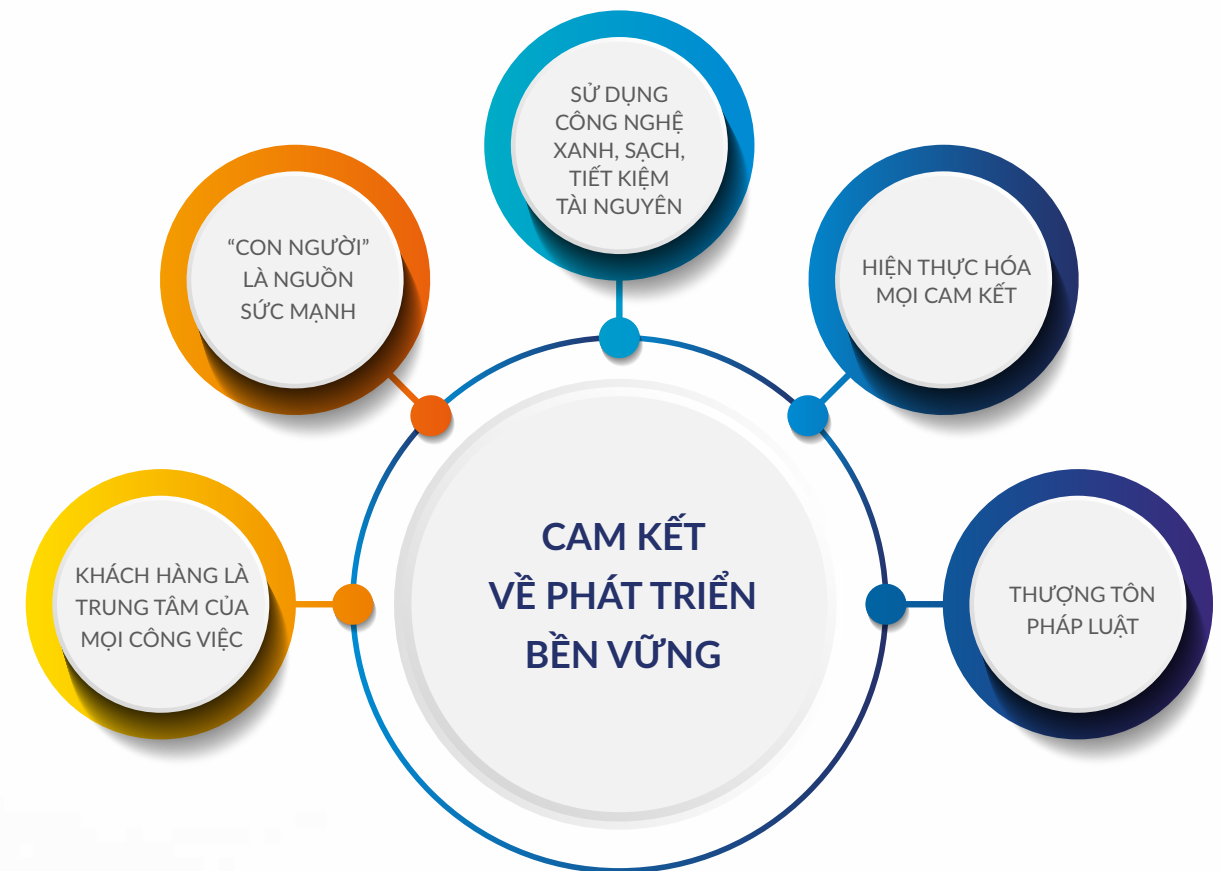 SỬ DỤNG
CÔNG NGHỆ
XANH, SẠCH,
TIẾT KIỆM
TÀI NGUYÊN
“CON NGƯỜI”
LÀ NGUỒN
SỨC MẠNH
HIỆN THỰC HÓA
MỌI CAM KẾT
KHÁCH HÀNG LÀ
TRUNG TÂM CỦA
MỌI CÔNG VIỆC
CAM KẾT
VỀ PHÁT TRIỂN
BỀN VỮNG
THƯỢNG TÔN
PHÁP LUẬT